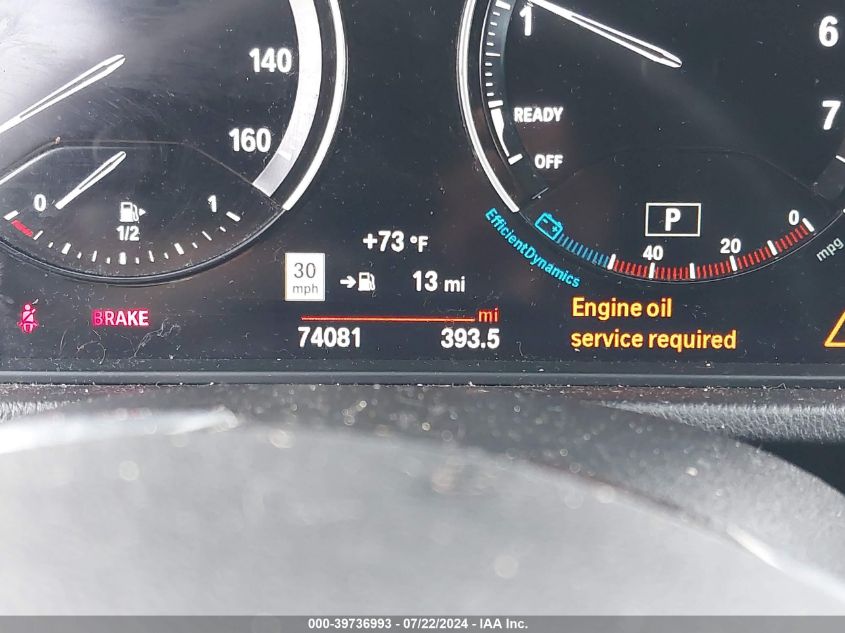 140
160
0
1
1/2
1
6
7
READY
OFF
P
EfficientDynamics
40
20
0
mpg
+73 °F
30
mph
13 mi
BRAKE
mi
74081
393.5
Engine oil
service required
000-39736993 / 07/22/2024 - IAA Inc.